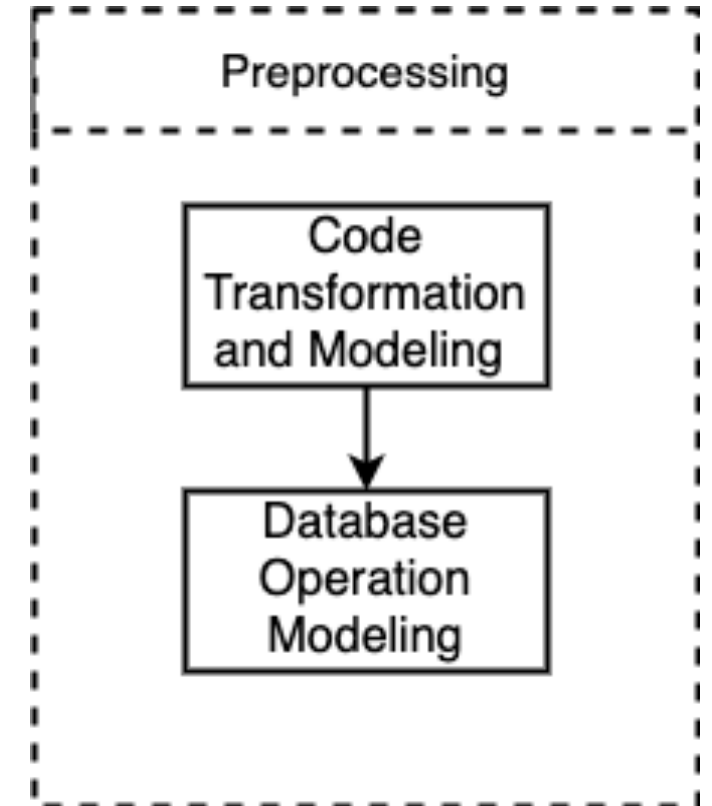 Preprocessing
Code
Transformation
and Modeling
Database
Operation
Modeling